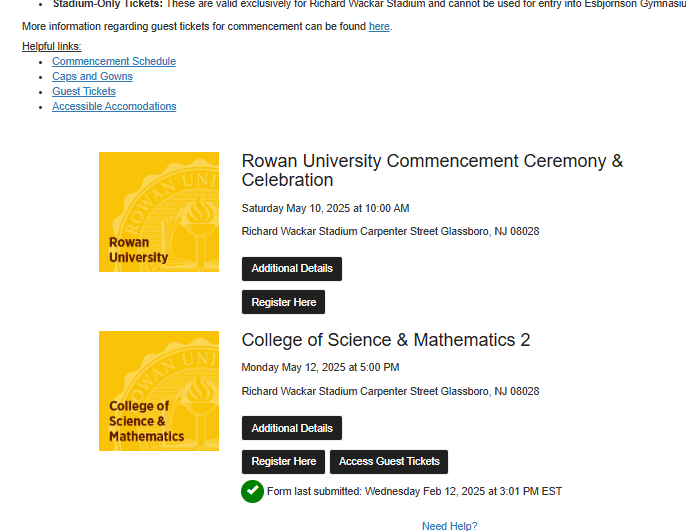 Stadium-Only Tickets: These are valid exclusively for Richard Wackar Stadium and cannot be used for entry into Esbjornson Gymnasiu
More information regarding guest tickets for commencement can be found here.
Helpful links:
Commencement Schedule
Caps and Gowns
Guest Tickets
Accessible Accomodations
ROWAN UNI
Rowan
University
Rowan University Commencement Ceremony &
Celebration
Saturday May 10, 2025 at 10:00 AM
Richard Wackar Stadium Carpenter Street Glassboro, NJ 08028
Additional Details
Register Here
ROWAN UNI
College of
Science &
Mathematics
College of Science & Mathematics 2
Monday May 12, 2025 at 5:00 PM
Richard Wackar Stadium Carpenter Street Glassboro, NJ 08028
Additional Details
Register Here Access Guest Tickets
Form last submitted: Wednesday Feb 12, 2025 at 3:01 PM EST
Need Help?